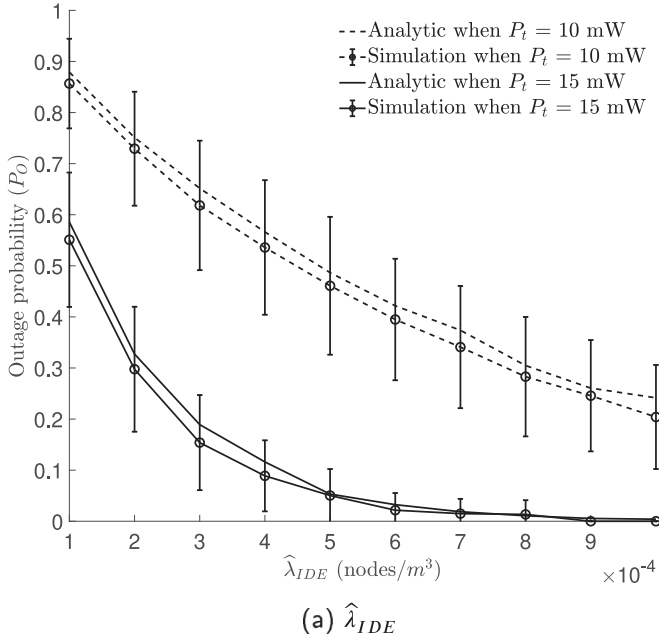 Analytic when P_t = 10 mW
Simulation when P_t = 10 mW
Analytic when P_t = 15 mW
Simulation when P_t = 15 mW
Outage probability (P_O)
1
0.9
0.8
0.7
0.6
0.5
0.4
0.3
0.2
0.1
0
1 2 3 4 5 6 7 8 9
λ̂_IDE (nodes/m³)
×10⁻⁴
(a) λ̂_IDE